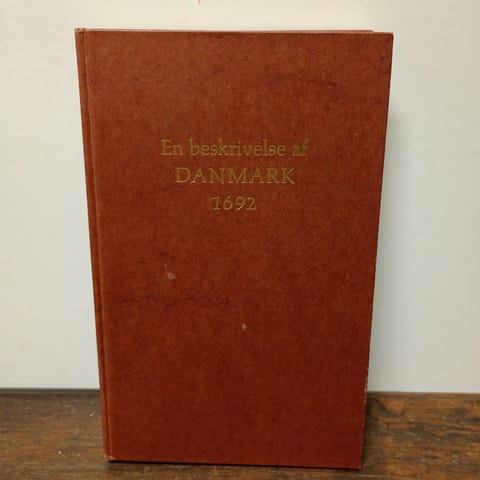 En beskrivelse af
DANMARK
1692